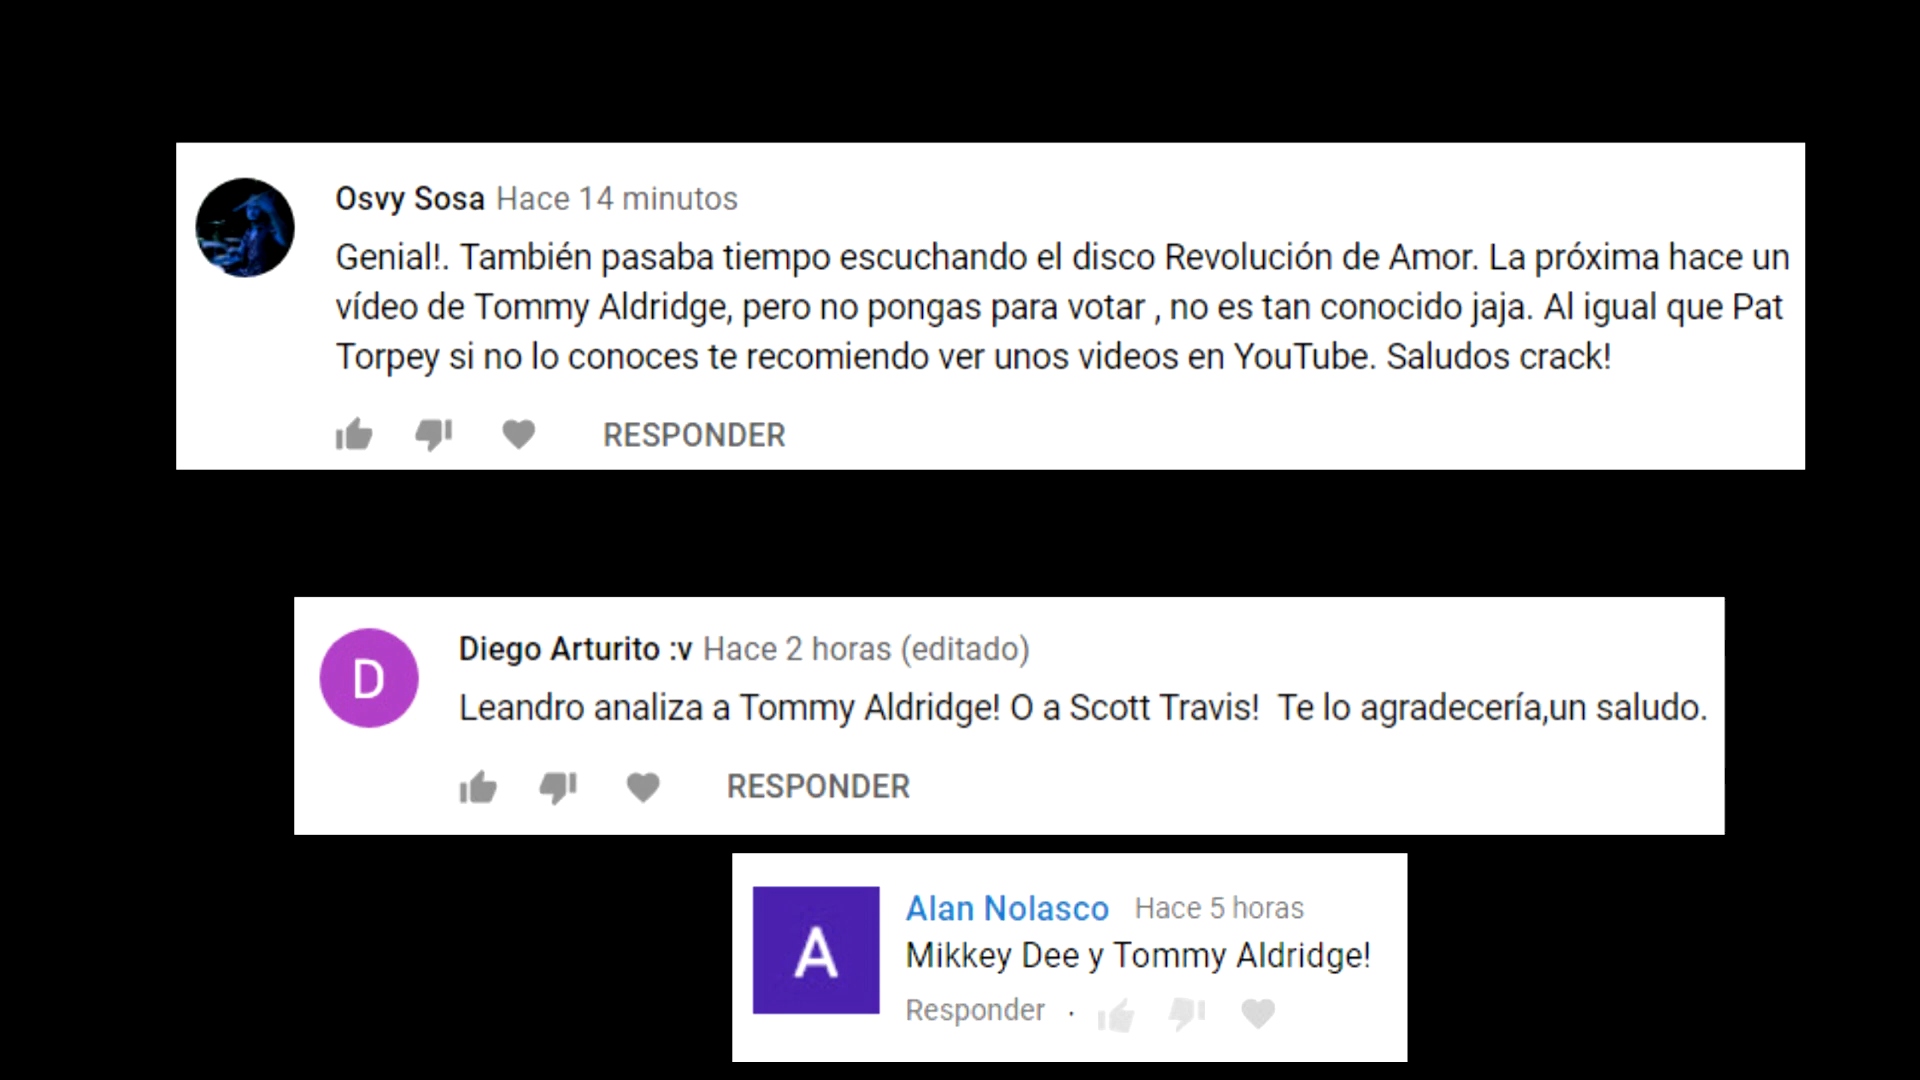 Osvy Sosa Hace 14 minutos
Genial!. También pasaba tiempo escuchando el disco Revolución de Amor. La próxima hace un
vídeo de Tommy Aldridge, pero no pongas para votar , no es tan conocido jaja. Al igual que Pat
Torpey si no lo conoces te recomiendo ver unos videos en YouTube. Saludos crack!
RESPONDER
D
Diego Arturito :v Hace 2 horas (editado)
Leandro analiza a Tommy Aldridge! O a Scott Travis!  Te lo agradecería,un saludo.
RESPONDER
A
Alan Nolasco Hace 5 horas
Mikkey Dee y Tommy Aldridge!
Responder ·